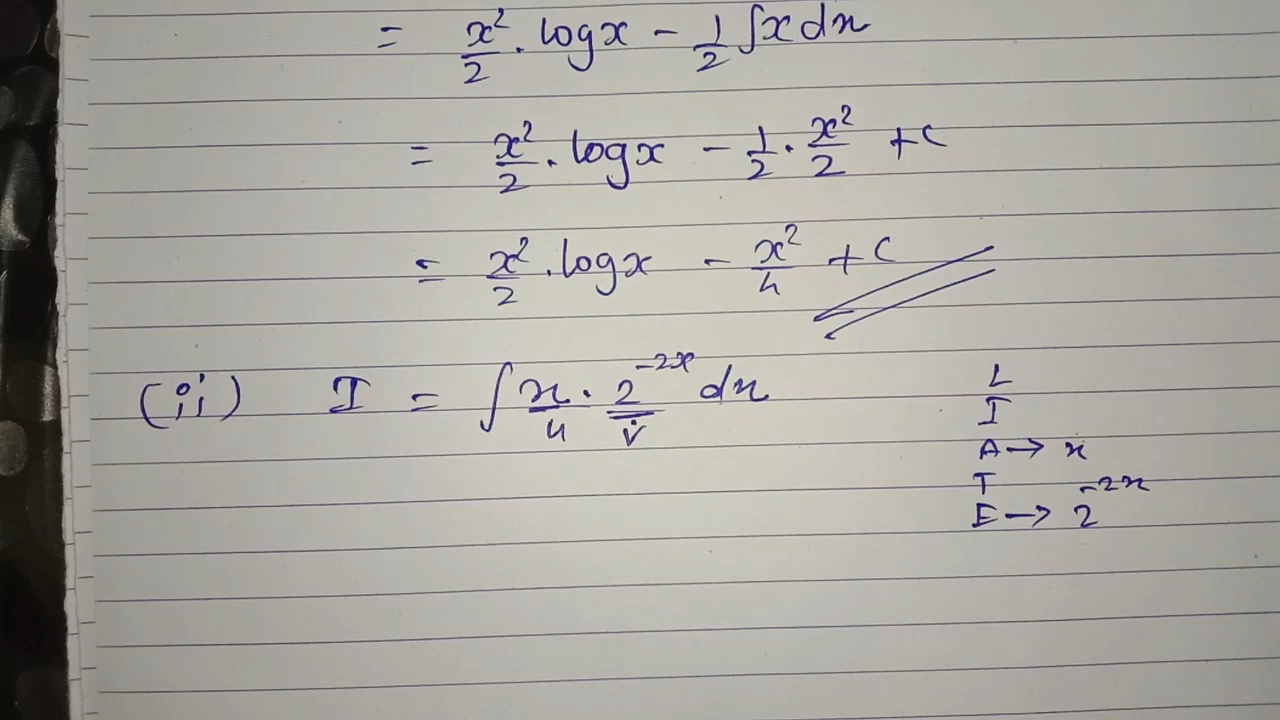 = x²/2 . log x - 1/2 ∫x dx
= x²/2 . log x - 1/2 . x²/2 + c
= x²/2 . log x - x²/4 + c
(ii) I = ∫ x . 2^-2x dx
u v
L
I
A → x
T
E → 2^-2x